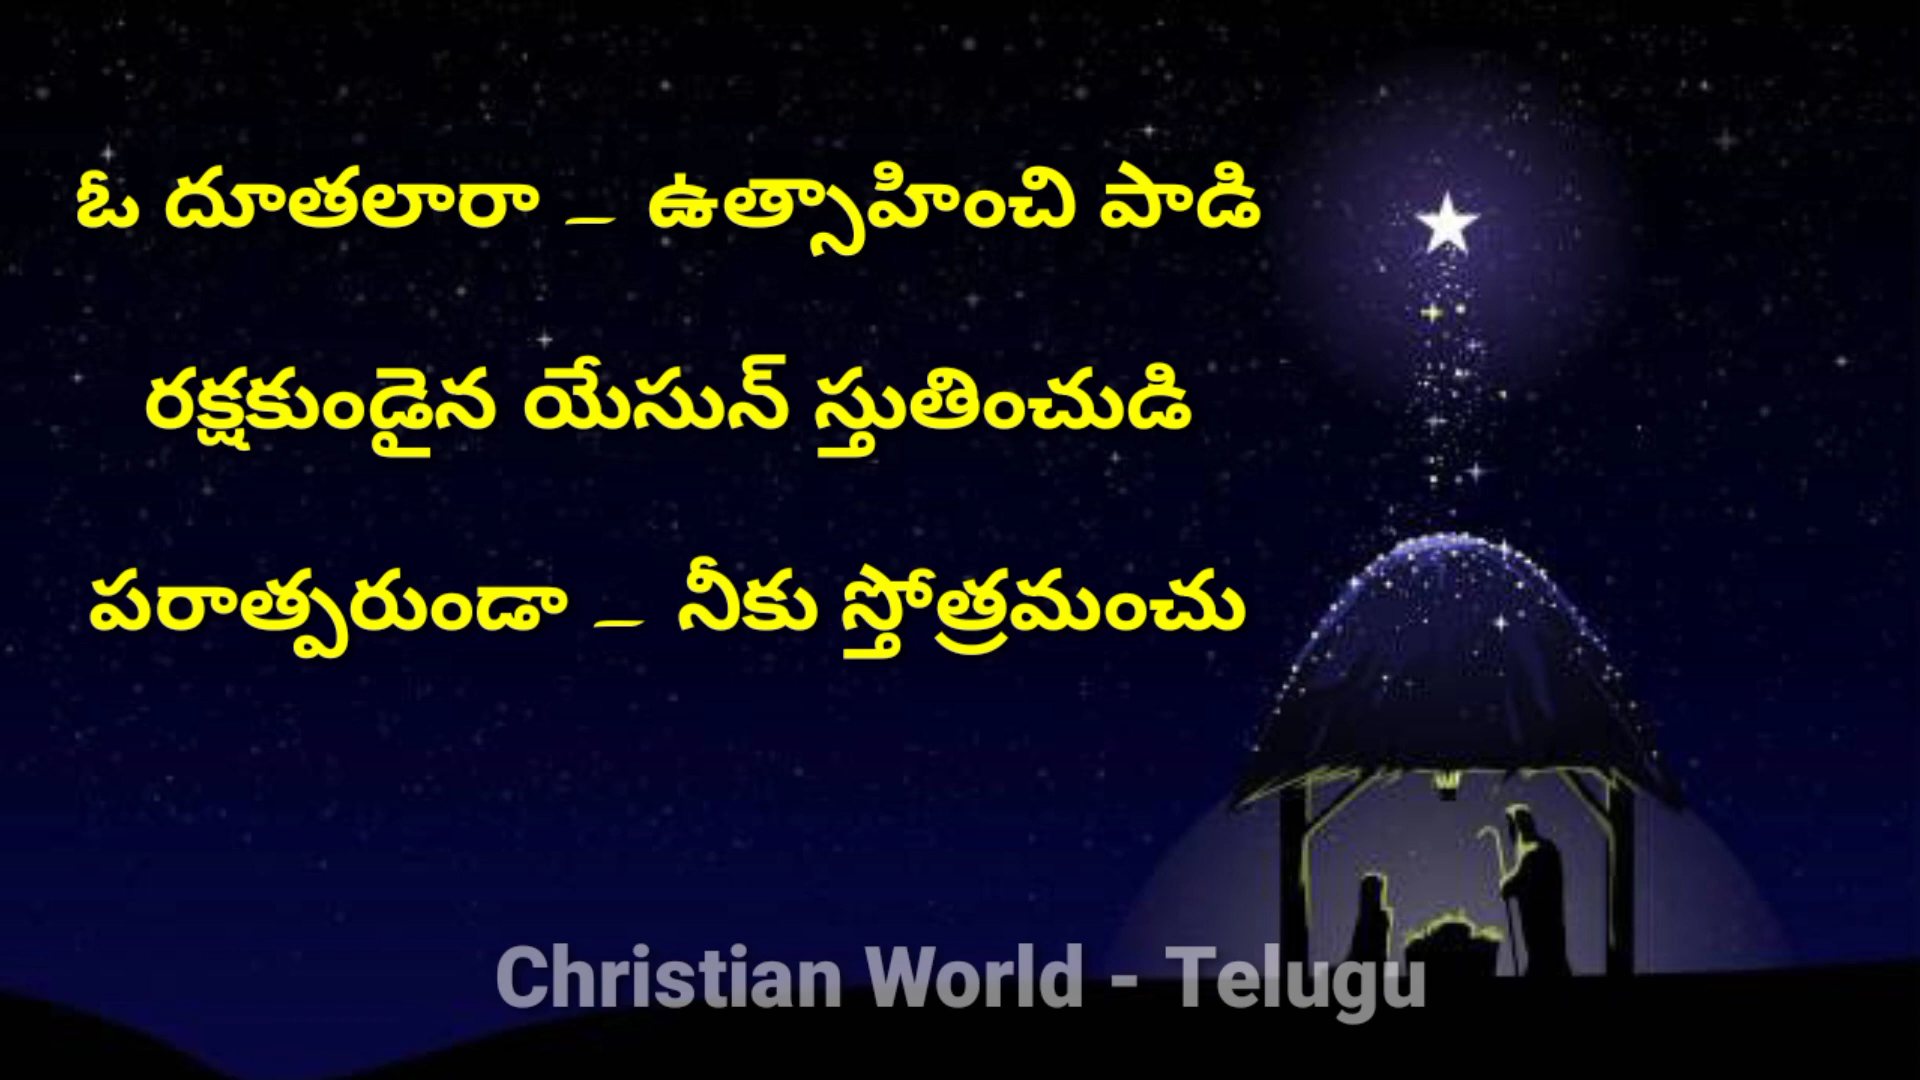 ఓ దూతలారా – ఉత్సాహించి పాడి
రక్షకుండైన యేసున్ స్తుతించుడి
పరాత్పరుండా – నీకు స్తోత్రమంచు
Christian World - Telugu